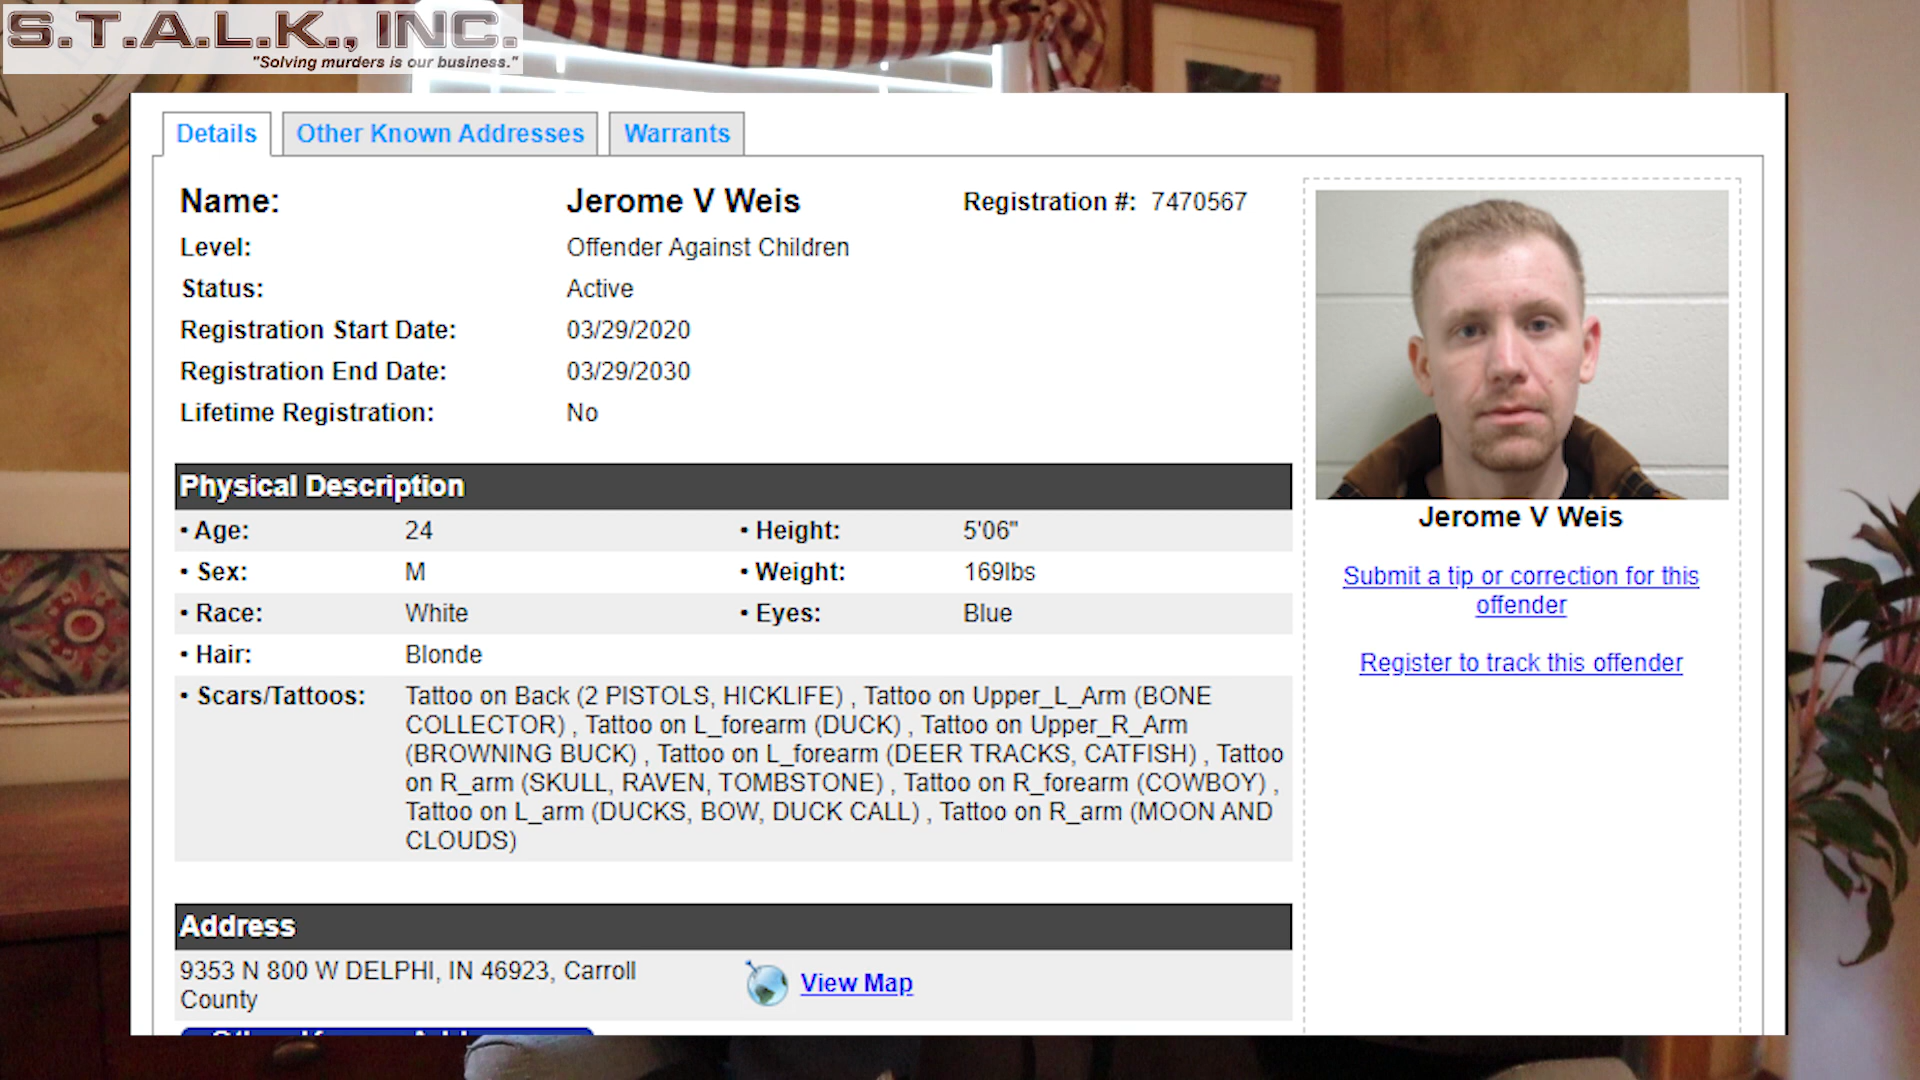 S.T.A.L.K., INC.
"Solving murders is our business."
Details
Other Known Addresses
Warrants
Name: Jerome V Weis Registration #: 7470567
Level: Offender Against Children
Status: Active
Registration Start Date: 03/29/2020
Registration End Date: 03/29/2030
Lifetime Registration: No
Physical Description
• Age: 24 • Height: 5'06"
• Sex: M • Weight: 169lbs
• Race: White • Eyes: Blue
• Hair: Blonde
• Scars/Tattoos: Tattoo on Back (2 PISTOLS, HICKLIFE) , Tattoo on Upper_L_Arm (BONE
COLLECTOR) , Tattoo on L_forearm (DUCK) , Tattoo on Upper_R_Arm
(BROWNING BUCK) , Tattoo on L_forearm (DEER TRACKS, CATFISH) , Tattoo
on R_arm (SKULL, RAVEN, TOMBSTONE) , Tattoo on R_forearm (COWBOY) ,
Tattoo on L_arm (DUCKS, BOW, DUCK CALL) , Tattoo on R_arm (MOON AND
CLOUDS)
Address
9353 N 800 W DELPHI, IN 46923, Carroll
County
View Map
Jerome V Weis
Submit a tip or correction for this
offender
Register to track this offender